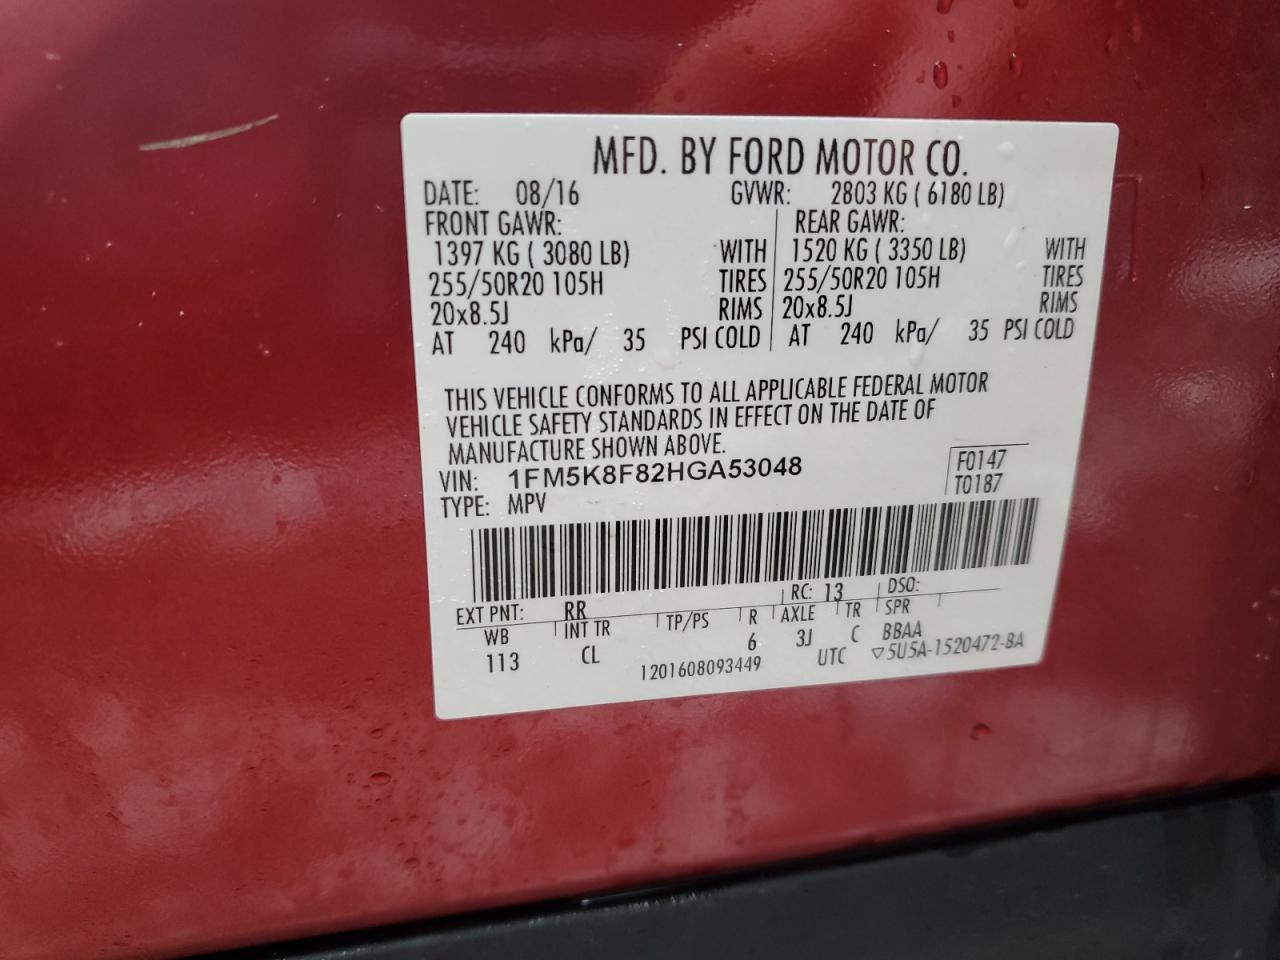 MFD. BY FORD MOTOR CO.
DATE: 08/16 GVWR: 2803 KG ( 6180 LB)
FRONT GAWR: REAR GAWR:
1397 KG ( 3080 LB) WITH 1520 KG ( 3350 LB) WITH
255/50R20 105H TIRES 255/50R20 105H TIRES
20x8.5J RIMS 20x8.5J RIMS
AT 240 kPa/ 35 PSI COLD AT 240 kPa/ 35 PSI COLD
THIS VEHICLE CONFORMS TO ALL APPLICABLE FEDERAL MOTOR
VEHICLE SAFETY STANDARDS IN EFFECT ON THE DATE OF
MANUFACTURE SHOWN ABOVE.
VIN: 1FM5K8F82HGA53048 F0147
TYPE: MPV T0187
EXT PNT: RR RC: 13 DSO:
WB INT TR TP/PS R AXLE TR SPR
113 CL 6 3J C BBAA
1201608093449 UTC ▽5U5A-1520472-BA